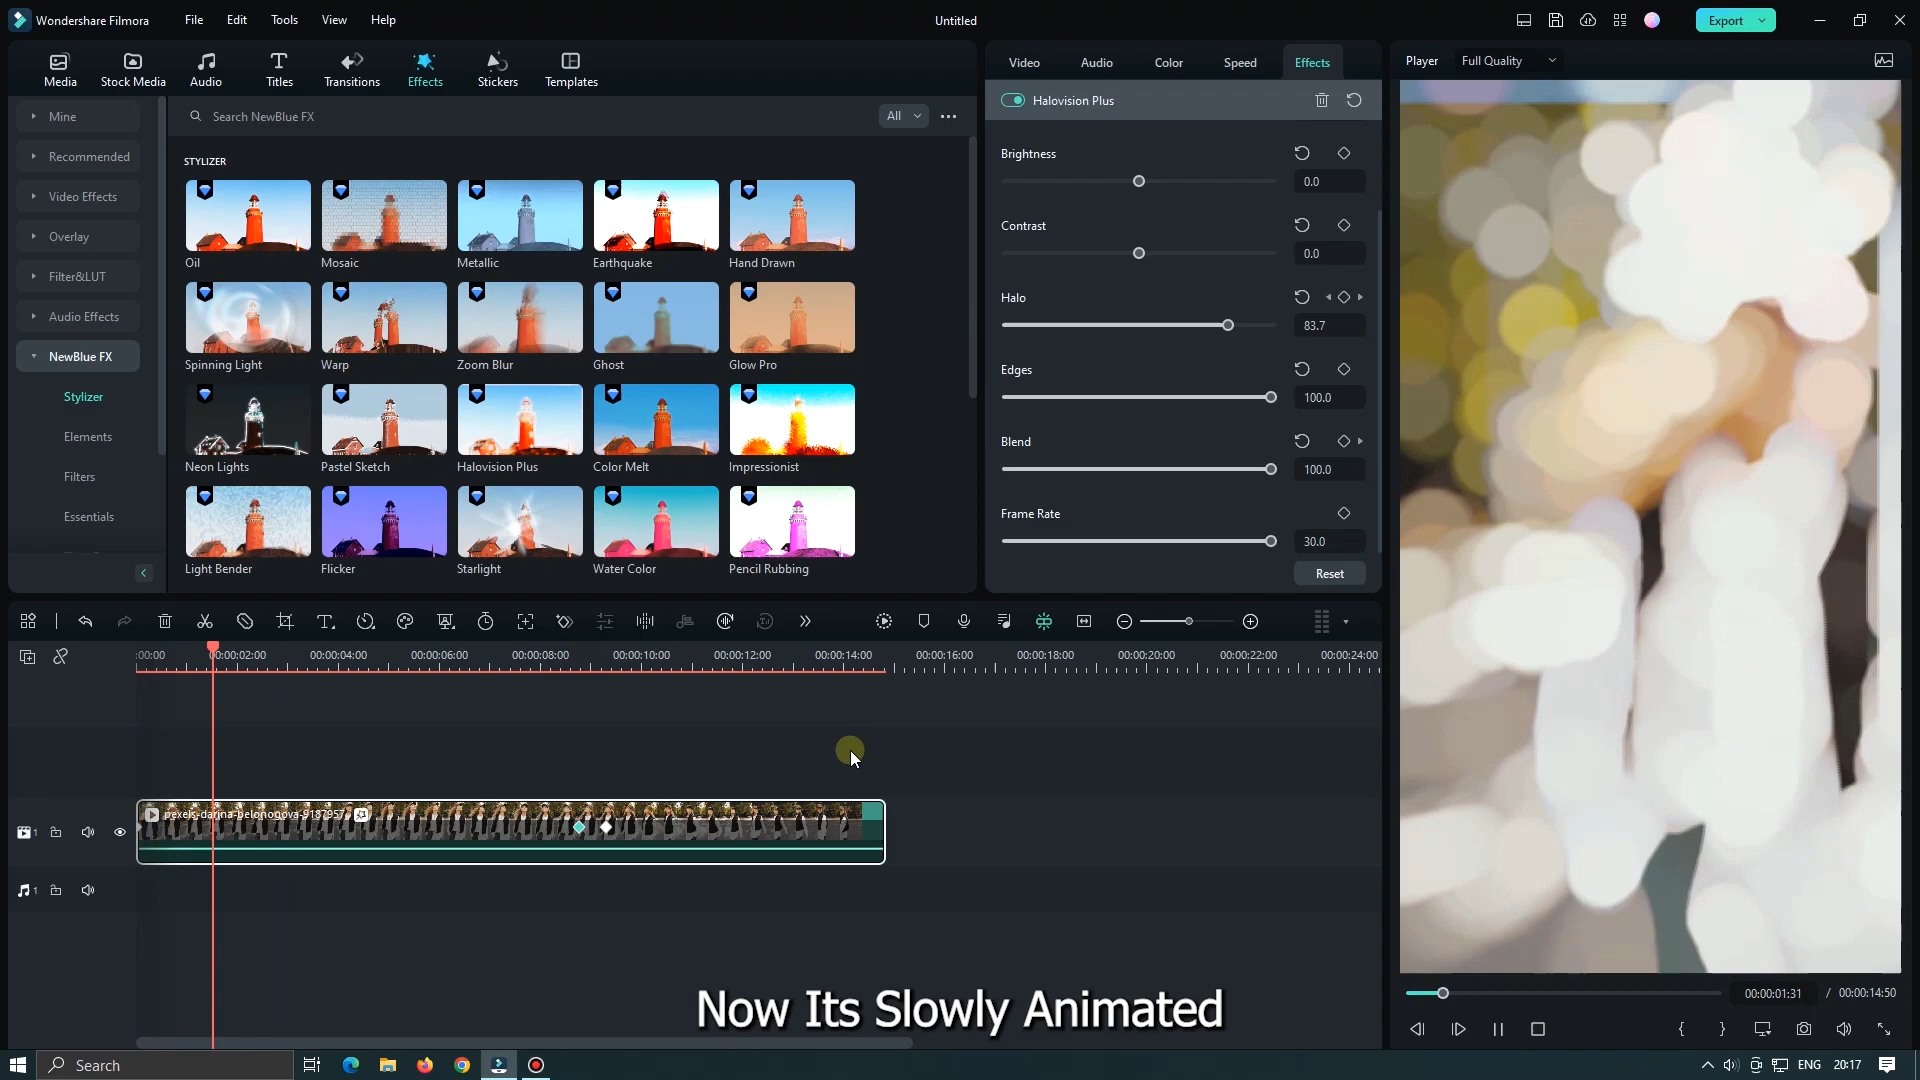 Wondershare Filmora
File Edit Tools View Help
Untitled
Export
Media Stock Media Audio Titles Transitions Effects Stickers Templates
Mine
Recommended
Video Effects
Overlay
Filter&LUT
Audio Effects
NewBlue FX
Stylizer
Elements
Filters
Essentials
Search NewBlue FX
All
STYLIZER
Oil Mosaic Metallic Earthquake Hand Drawn
Spinning Light Warp Zoom Blur Ghost Glow Pro
Neon Lights Pastel Sketch Halovision Plus Color Melt Impressionist
Light Bender Flicker Starlight Water Color Pencil Rubbing
Video Audio Color Speed Effects
Halovision Plus
Brightness
0.0
Contrast
0.0
Halo
83.7
Edges
100.0
Blend
100.0
Frame Rate
30.0
Reset
Player Full Quality
00:00:01:31 / 00:00:14:50
:00:00 00:00:02:00 00:00:04:00 00:00:06:00 00:00:08:00 00:00:10:00 00:00:12:00 00:00:14:00 00:00:16:00 00:00:18:00 00:00:20:00 00:00:22:00 00:00:24:00
pexels-darina-belonogova-9187957
1
1
Now Its Slowly Animated
Search
ENG 20:17